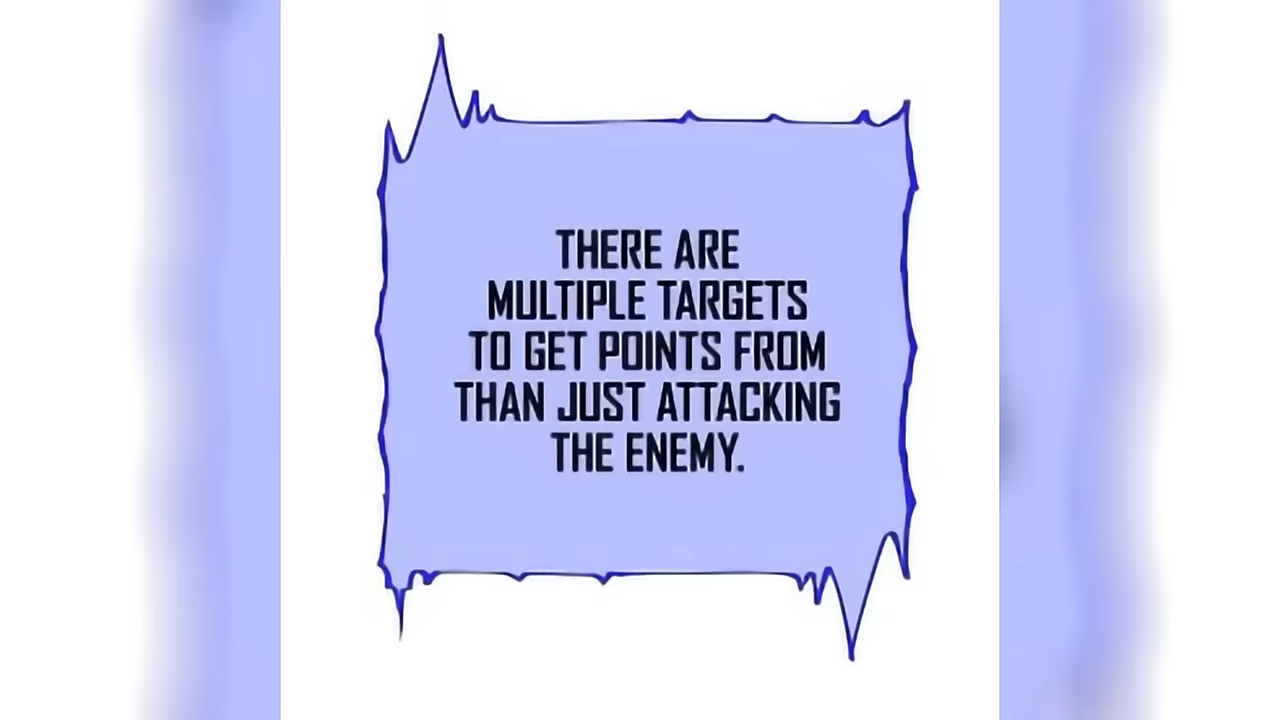 THERE ARE
MULTIPLE TARGETS
TO GET POINTS FROM
THAN JUST ATTACKING
THE ENEMY.